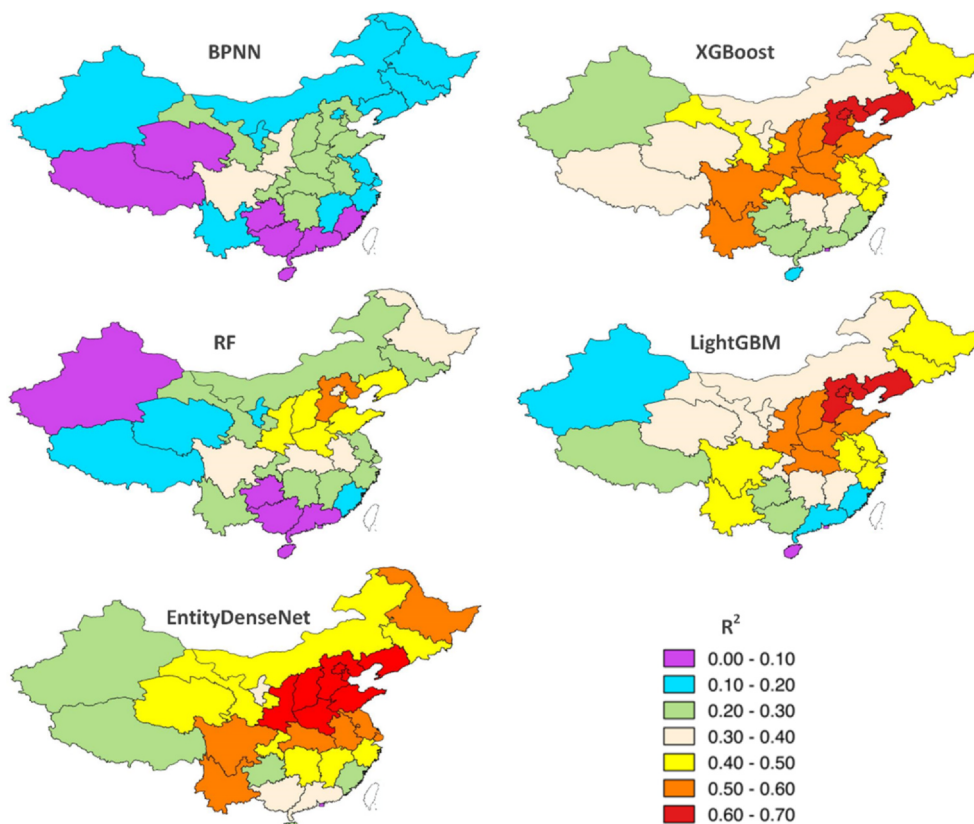 BPNN
XGBoost
RF
LightGBM
EntityDenseNet
R²
0.00 - 0.10
0.10 - 0.20
0.20 - 0.30
0.30 - 0.40
0.40 - 0.50
0.50 - 0.60
0.60 - 0.70